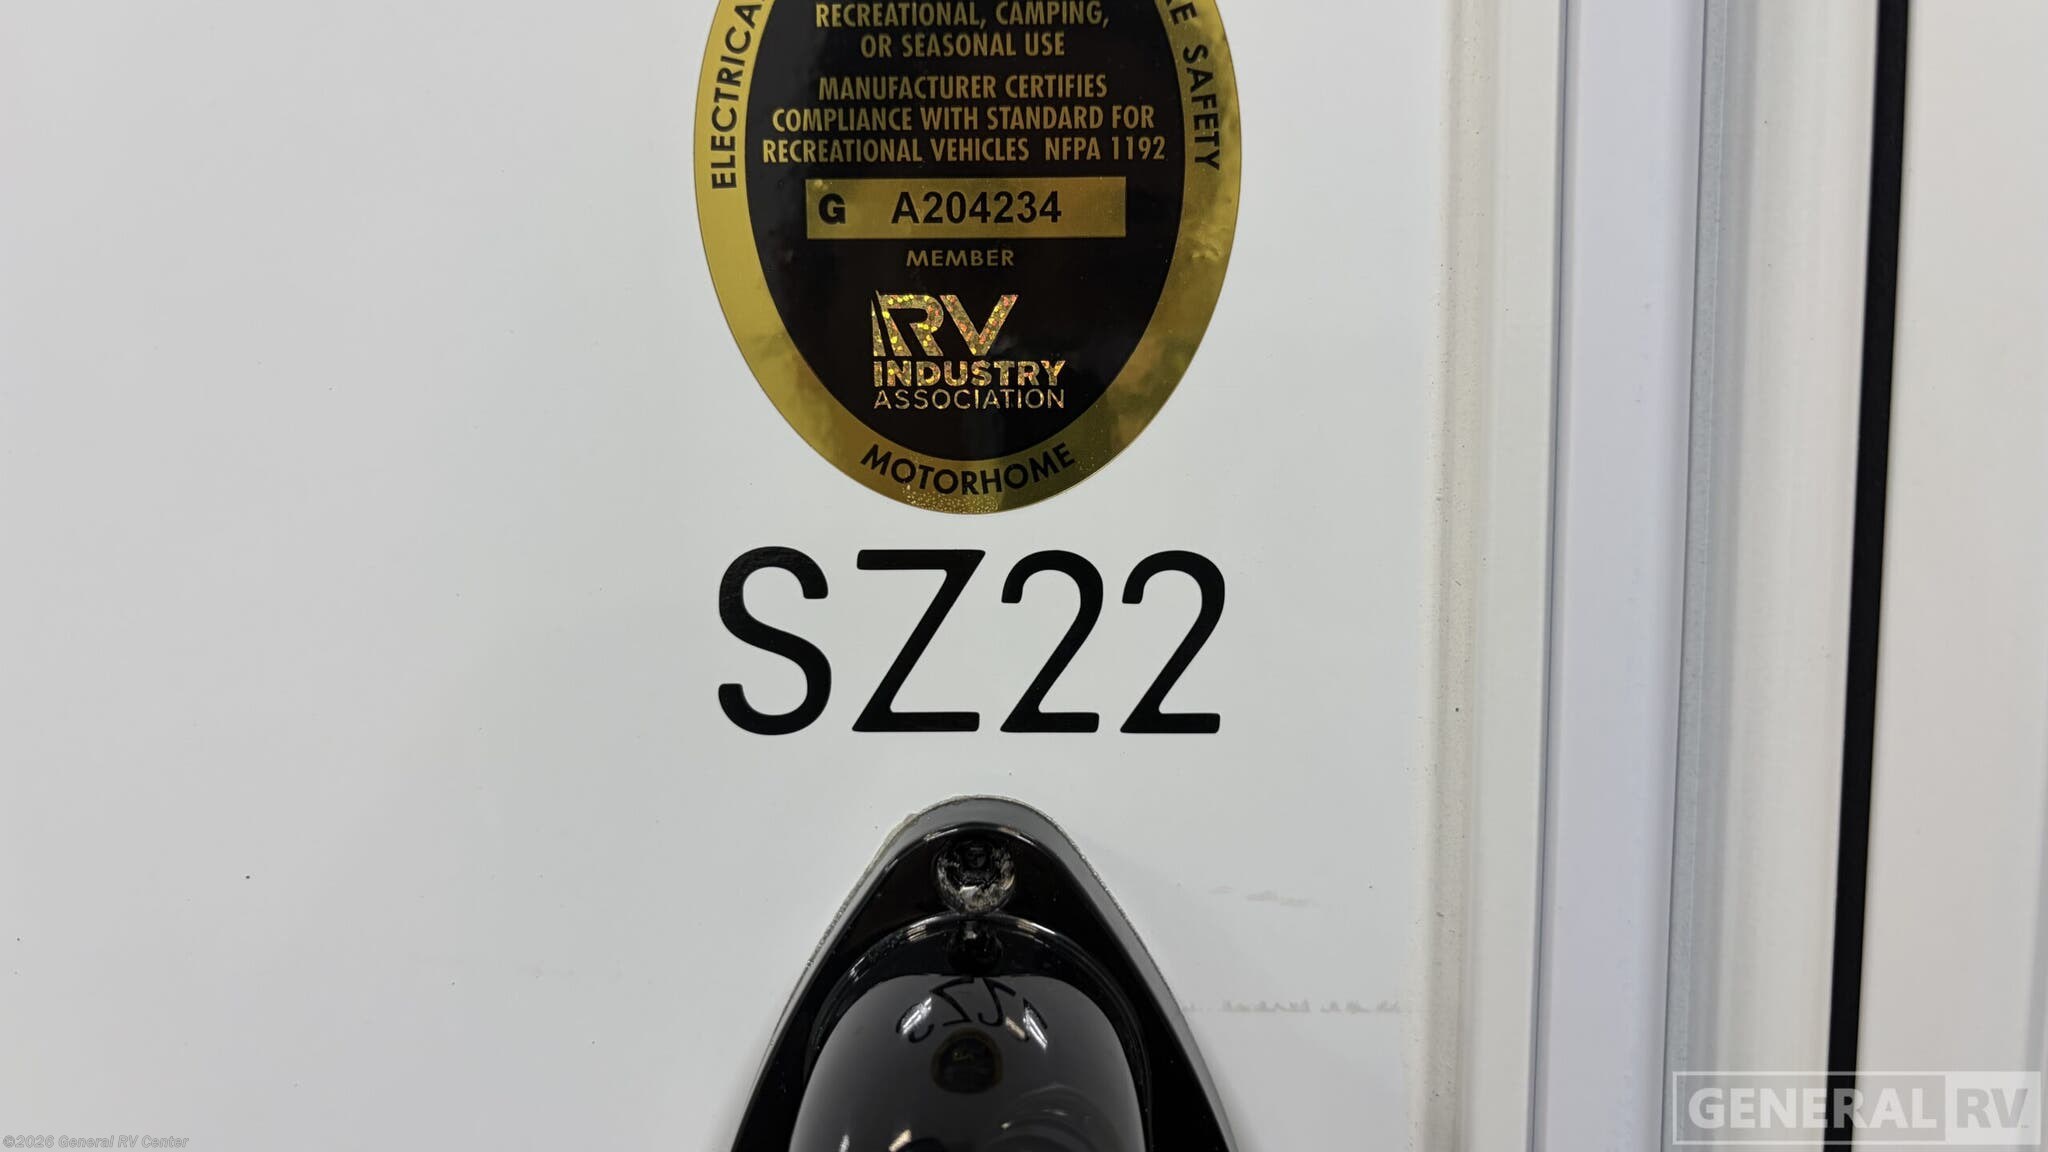 RECREATIONAL, CAMPING,
OR SEASONAL USE
MANUFACTURER CERTIFIES
COMPLIANCE WITH STANDARD FOR
RECREATIONAL VEHICLES NFPA 1192
ELECTRICAL
SAFETY
G A204234
MEMBER
RV
INDUSTRY
ASSOCIATION
MOTORHOME
SZ22
GENERAL RV
©2026 General RV Center